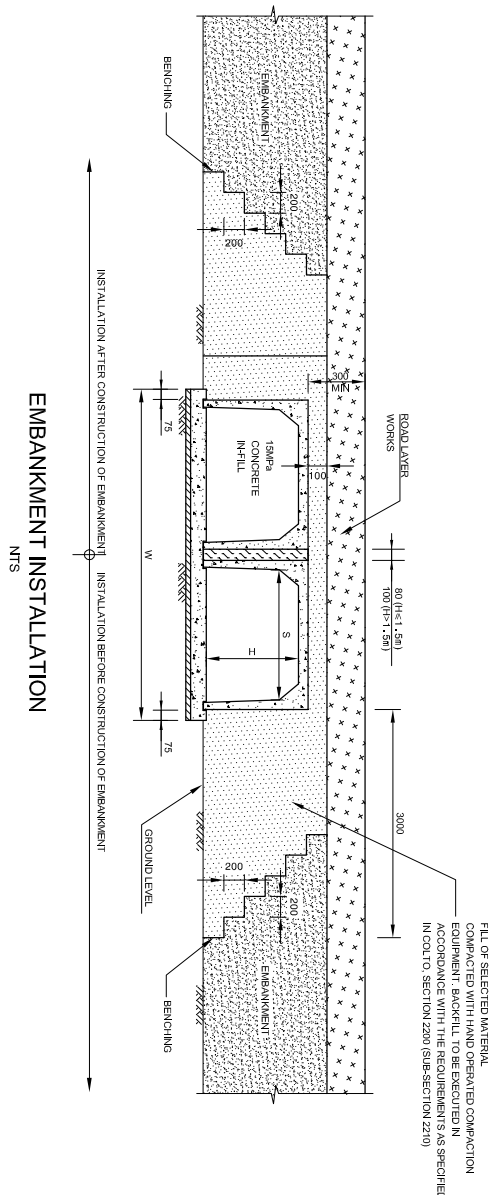 FILL OF SELECTED MATERIAL
COMPACTED WITH HAND OPERATED COMPACTION
EQUIPMENT. BACKFILL TO BE EXECUTED IN
ACCORDANCE WITH THE REQUIREMENTS AS SPECIFIED
IN COLTO, SECTION 2200 (SUB-SECTION 2210)
ROAD LAYER
WORKS
80 (H≤1.5m)
100 (H>1.5m)
3000
300
MIN
100
EMBANKMENT
200
200
15MPa
CONCRETE
IN-FILL
S
H
200
200
EMBANKMENT
BENCHING
75
W
75
GROUND LEVEL
BENCHING
INSTALLATION AFTER CONSTRUCTION OF EMBANKMENT
INSTALLATION BEFORE CONSTRUCTION OF EMBANKMENT
EMBANKMENT INSTALLATION
NTS